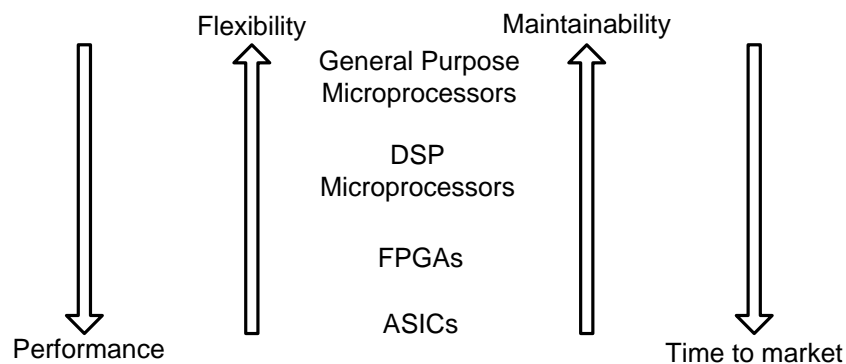 Flexibility
Maintainability
General Purpose
Microprocessors
DSP
Microprocessors
FPGAs
ASICs
Performance
Time to market